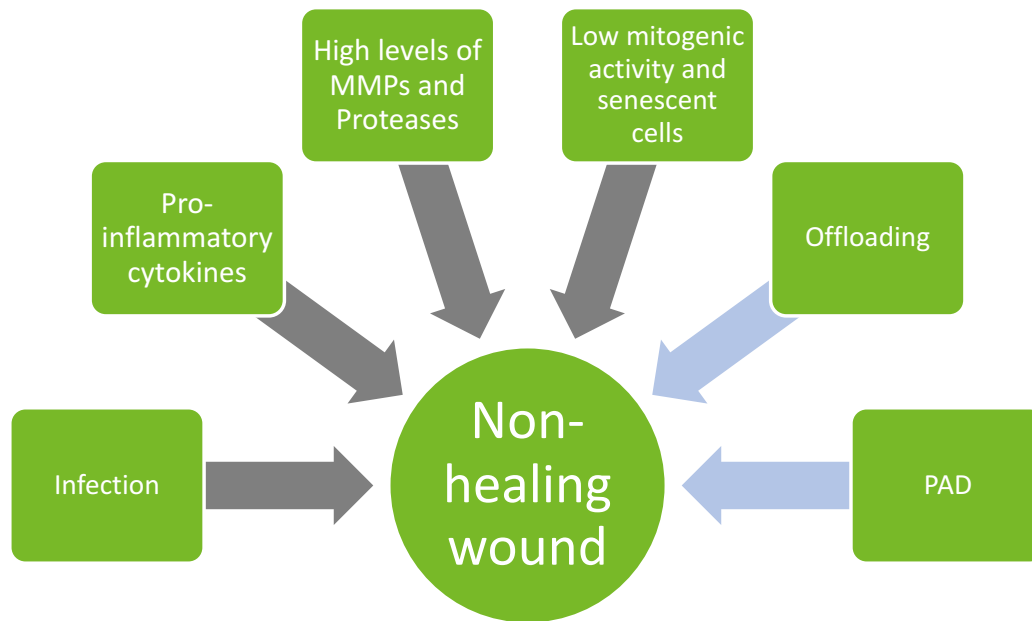 High levels of
MMPs and
Proteases
Low mitogenic
activity and
senescent
cells
Pro-
inflammatory
cytokines
Offloading
Infection
Non-
healing
wound
PAD